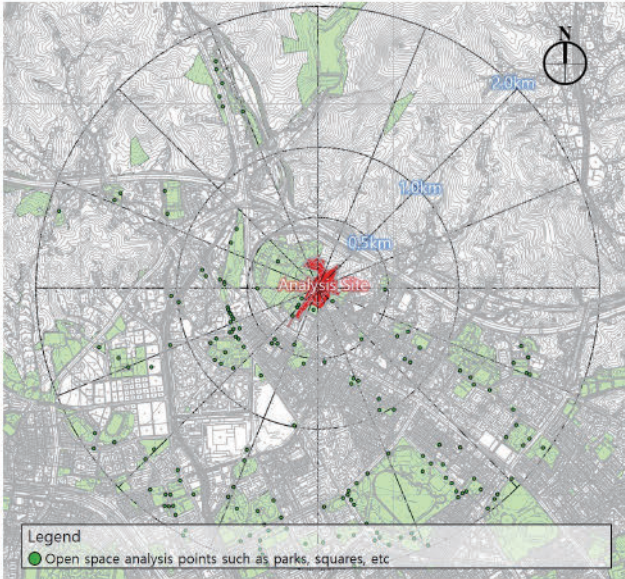 N
2.0km
1.0km
0.5km
Analysis Site
Legend
Open space analysis points such as parks, squares, etc